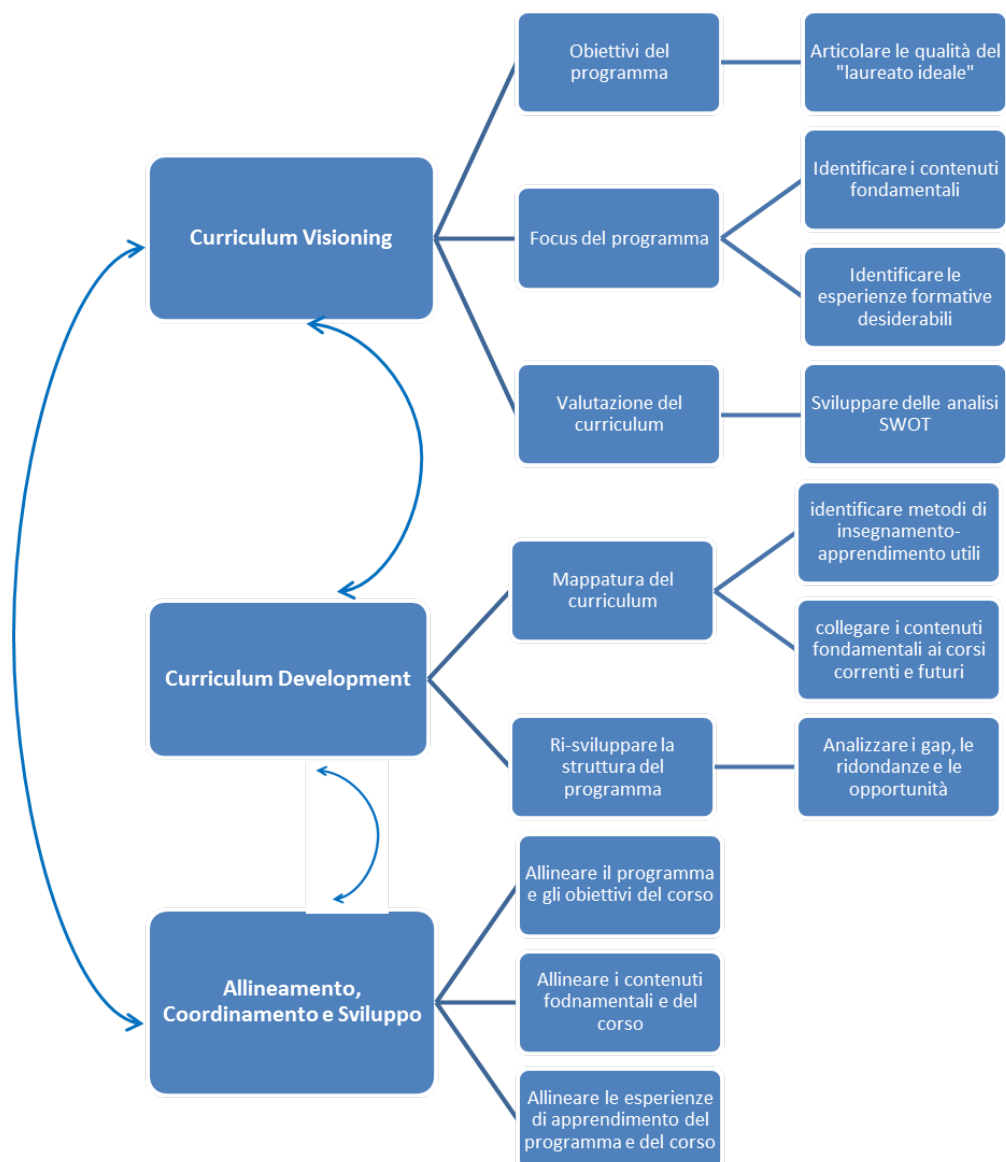 Obiettivi del
programma
Articolare le qualità del
"laureato ideale"
Curriculum Visioning
Focus del programma
Identificare i contenuti
fondamentali
Identificare le
esperienze formative
desiderabili
Valutazione del
curriculum
Sviluppare delle analisi
SWOT
Curriculum Development
Mappatura del
curriculum
identificare metodi di
insegnamento-
apprendimento utili
collegare i contenuti
fondamentali ai corsi
correnti e futuri
Ri-sviluppare la
struttura del
programma
Analizzare i gap, le
ridondanze e le
opportunità
Allineamento,
Coordinamento e Sviluppo
Allineare il programma
e gli obiettivi del corso
Allineare i contenuti
fodnamentali e del
corso
Allineare le esperienze
di apprendimento del
programma e del corso